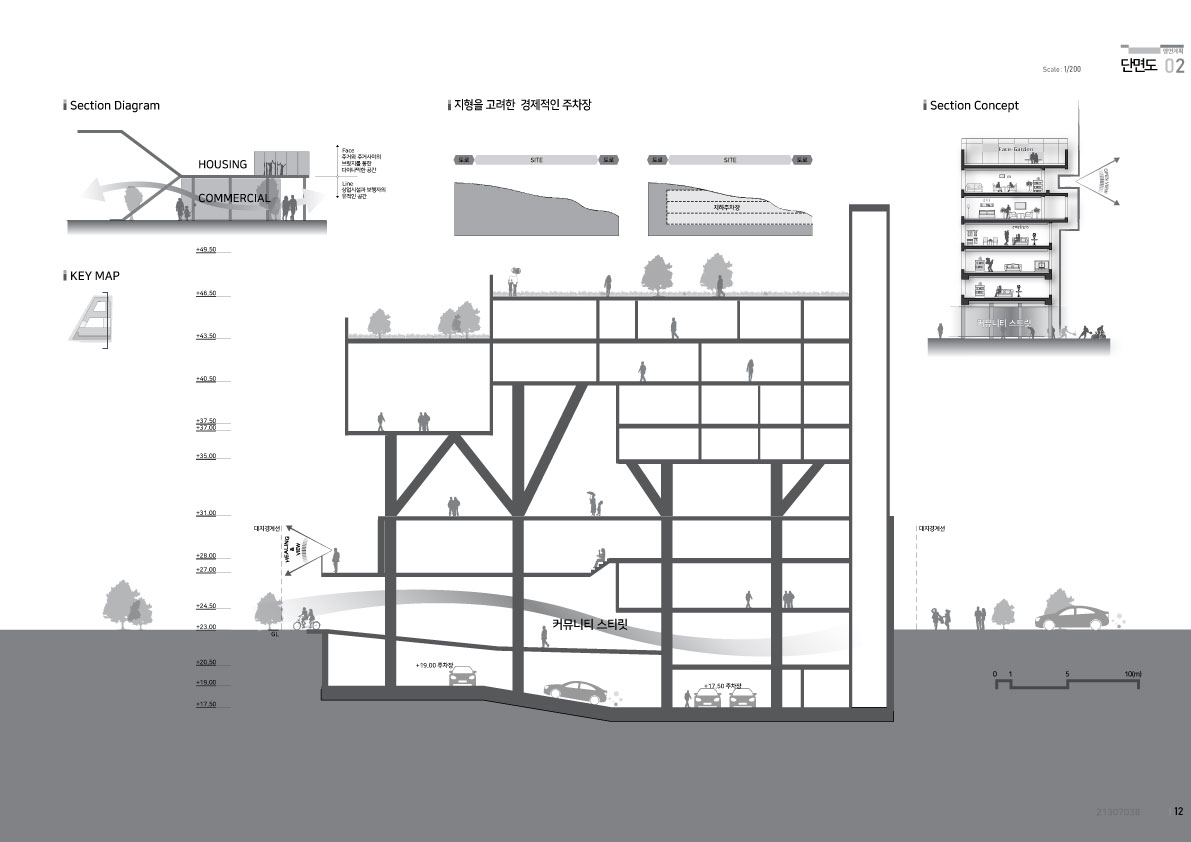 평면계획
Scale : 1/200
단면도 02
Section Diagram
HOUSING
COMMERCIAL
Face
주거와 주거사이의
브릿지를 통한
다이나믹한 공간
Line
상업시설과 보행자의
유적인 공간
지형을 고려한 경제적인 주차장
도로
SITE
도로
도로
SITE
도로
지하주차장
Section Concept
Face-Garden
커뮤니티 스트릿
KEY MAP
+49.50
+46.50
+43.50
+40.50
+37.50
+37.00
+35.00
+31.00
+28.00
+27.00
+24.50
+23.00
+20.50
+19.00
+17.50
대지경계선
HEALING
&
VIEW
GL
대지경계선
커뮤니티 스티릿
+19.00 주차장
+17.50 주차장
0 1 5 10(m)
21907038
12